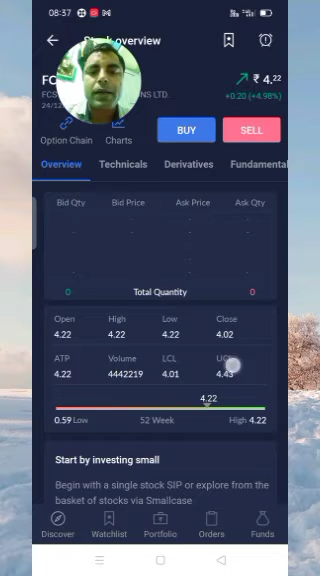 08:37
Stock overview
FC
₹ 4.22
FCS NS LTD.
+0.20 (+4.98%)
24/12
Option Chain Charts BUY SELL
Overview Technicals Derivatives Fundamental
Bid Qty Bid Price Ask Price Ask Qty
- - - -
- -
0 Total Quantity 0
Open High Low Close
4.22 4.22 4.22 4.02
ATP Volume LCL UCL
4.22 4442219 4.01 4.43
4.22
0.59 Low 52 Week High 4.22
Start by investing small
Begin with a single stock SIP or explore from the
basket of stocks via Smallcase
Discover Watchlist Portfolio Orders Funds